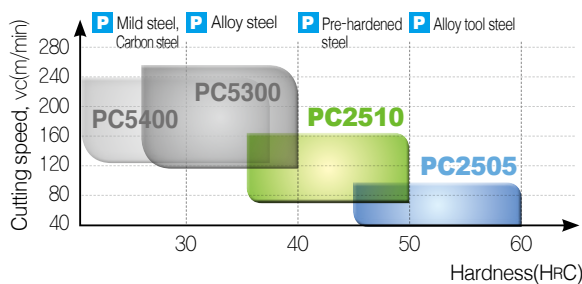 P Mild steel, Carbon steel
P Alloy steel
P Pre-hardened steel
P Alloy tool steel
Cutting speed, vc(m/min)
280
240
200
160
120
80
40
PC5400
PC5300
PC2510
PC2505
30
40
50
60
Hardness(HRC)